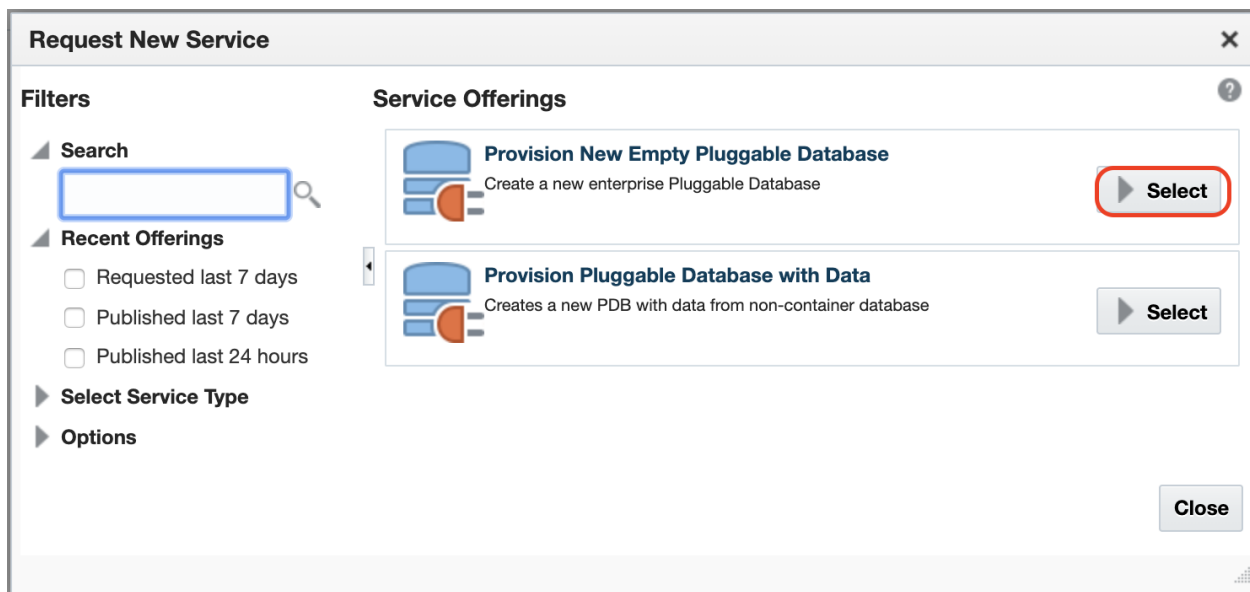 Request New Service
Filters
Search
Recent Offerings
Requested last 7 days
Published last 7 days
Published last 24 hours
Select Service Type
Options
Service Offerings
Provision New Empty Pluggable Database
Create a new enterprise Pluggable Database
Select
Provision Pluggable Database with Data
Creates a new PDB with data from non-container database
Select
Close